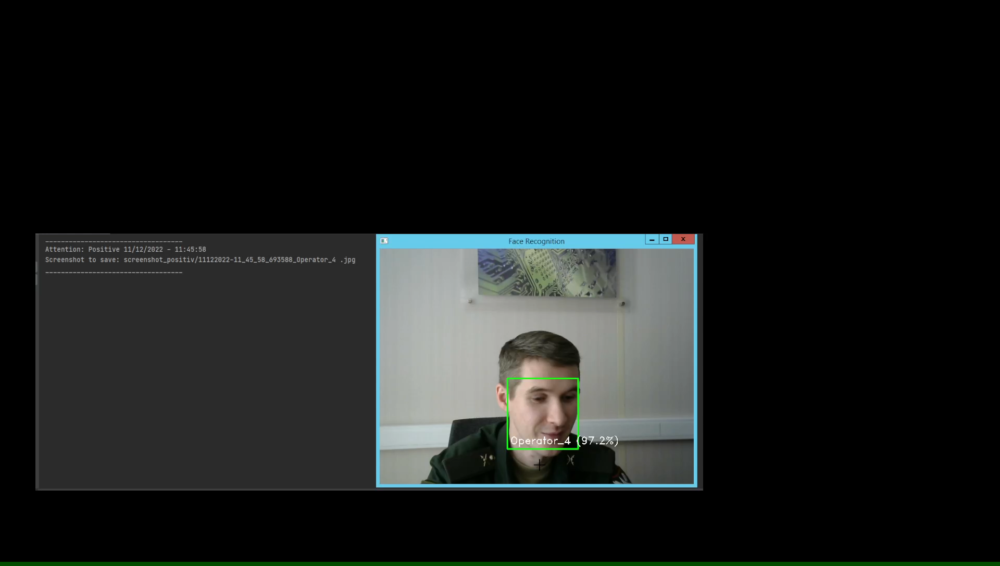 -----------------------------------
Attention: Positive 11/12/2022 - 11:45:58
Screenshot to save: screenshot_positiv/11122022-11_45_58_693588_Operator_4 .jpg
-----------------------------------
Face Recognition
Operator_4 (97.2%)